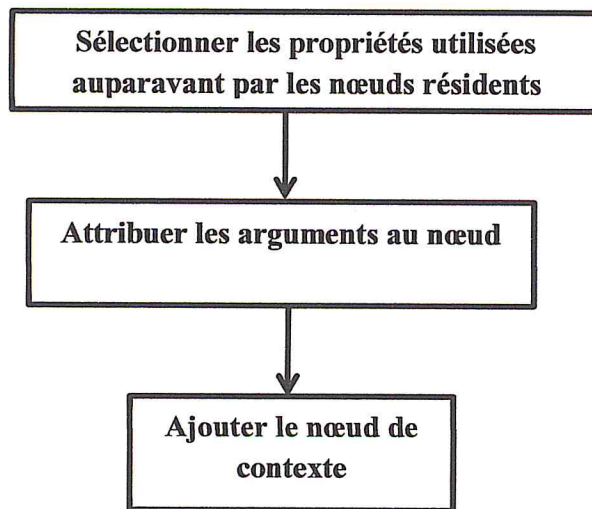 Sélectionner les propriétés utilisées
auparavant par les nœuds résidents
Attribuer les arguments au nœud
Ajouter le nœud de
contexte